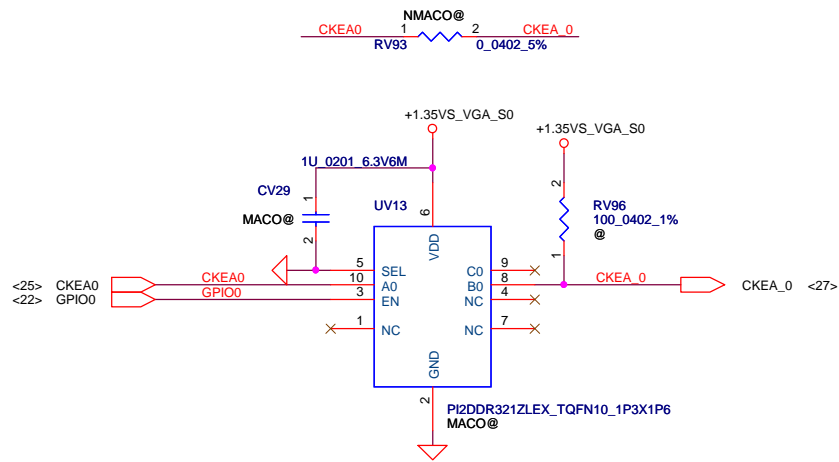 NMACO@
CKEA0 1 2 CKEA_0
RV93 0_0402_5%
+1.35VS_VGA_S0
+1.35VS_VGA_S0
1U_0201_6.3V6M
CV29
1
MACO@
2
UV13
6
VDD
2
RV96
100_0402_1%
@
1
5 SEL C0 9
<25> CKEA0 CKEA0 10 A0 B0 8 CKEA_0 CKEA_0 <27>
<22> GPIO0 GPIO0 3 EN NC 4
1 NC NC 7
GND
2
PI2DDR321ZLEX_TQFN10_1P3X1P6
MACO@